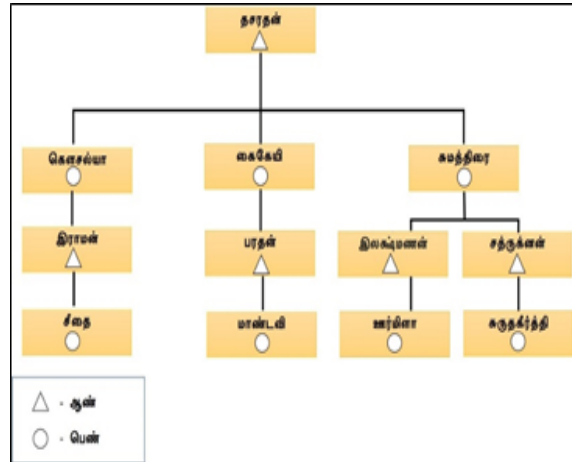 தசரதன்
கௌசல்யா
கைகேயி
சுமத்திரை
இராமன்
பரதன்
இலக்ஷ்மணன்
சத்ருக்னன்
சீதை
மாண்டவி
ஊர்மிளா
சுருதகீர்த்தி
- ஆண்
- பெண்